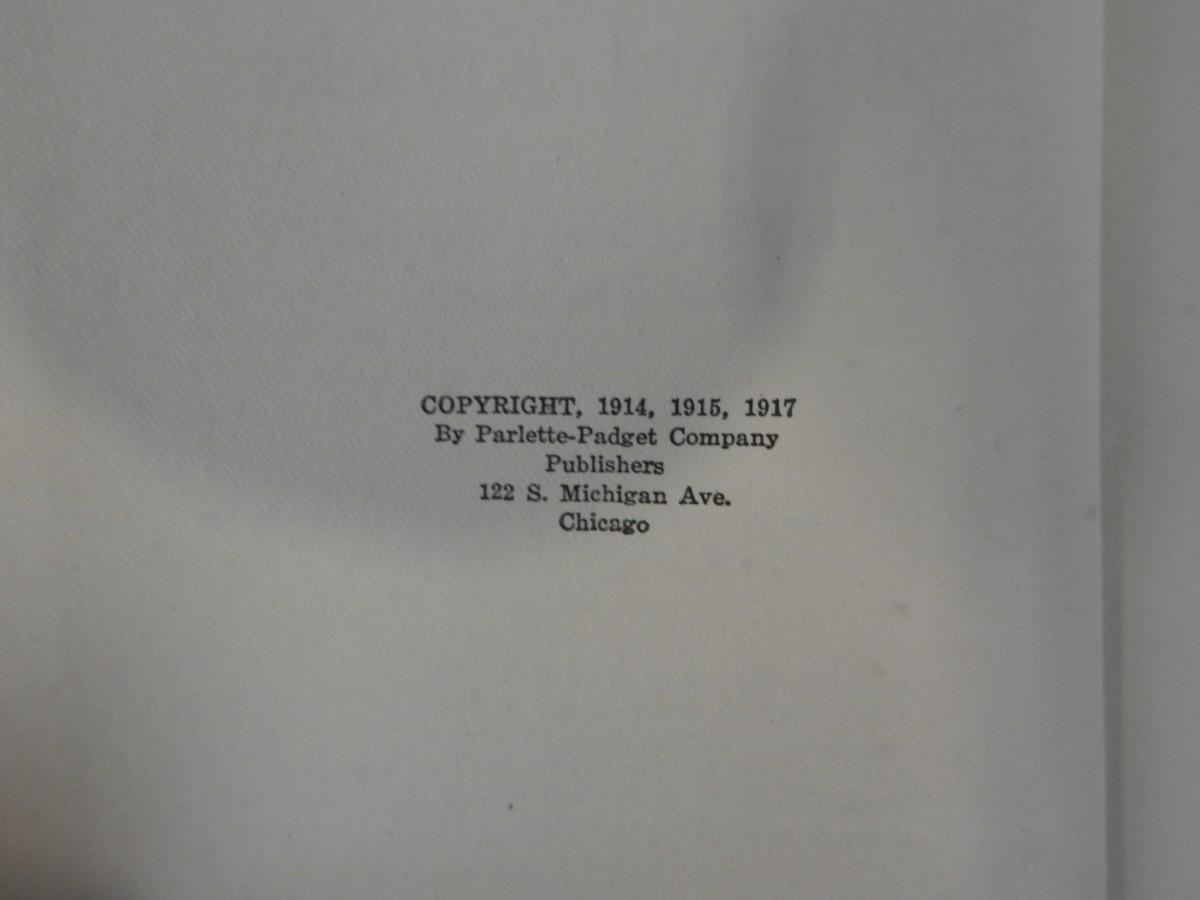 COPYRIGHT, 1914, 1915, 1917
By Parlette-Padget Company
Publishers
122 S. Michigan Ave.
Chicago